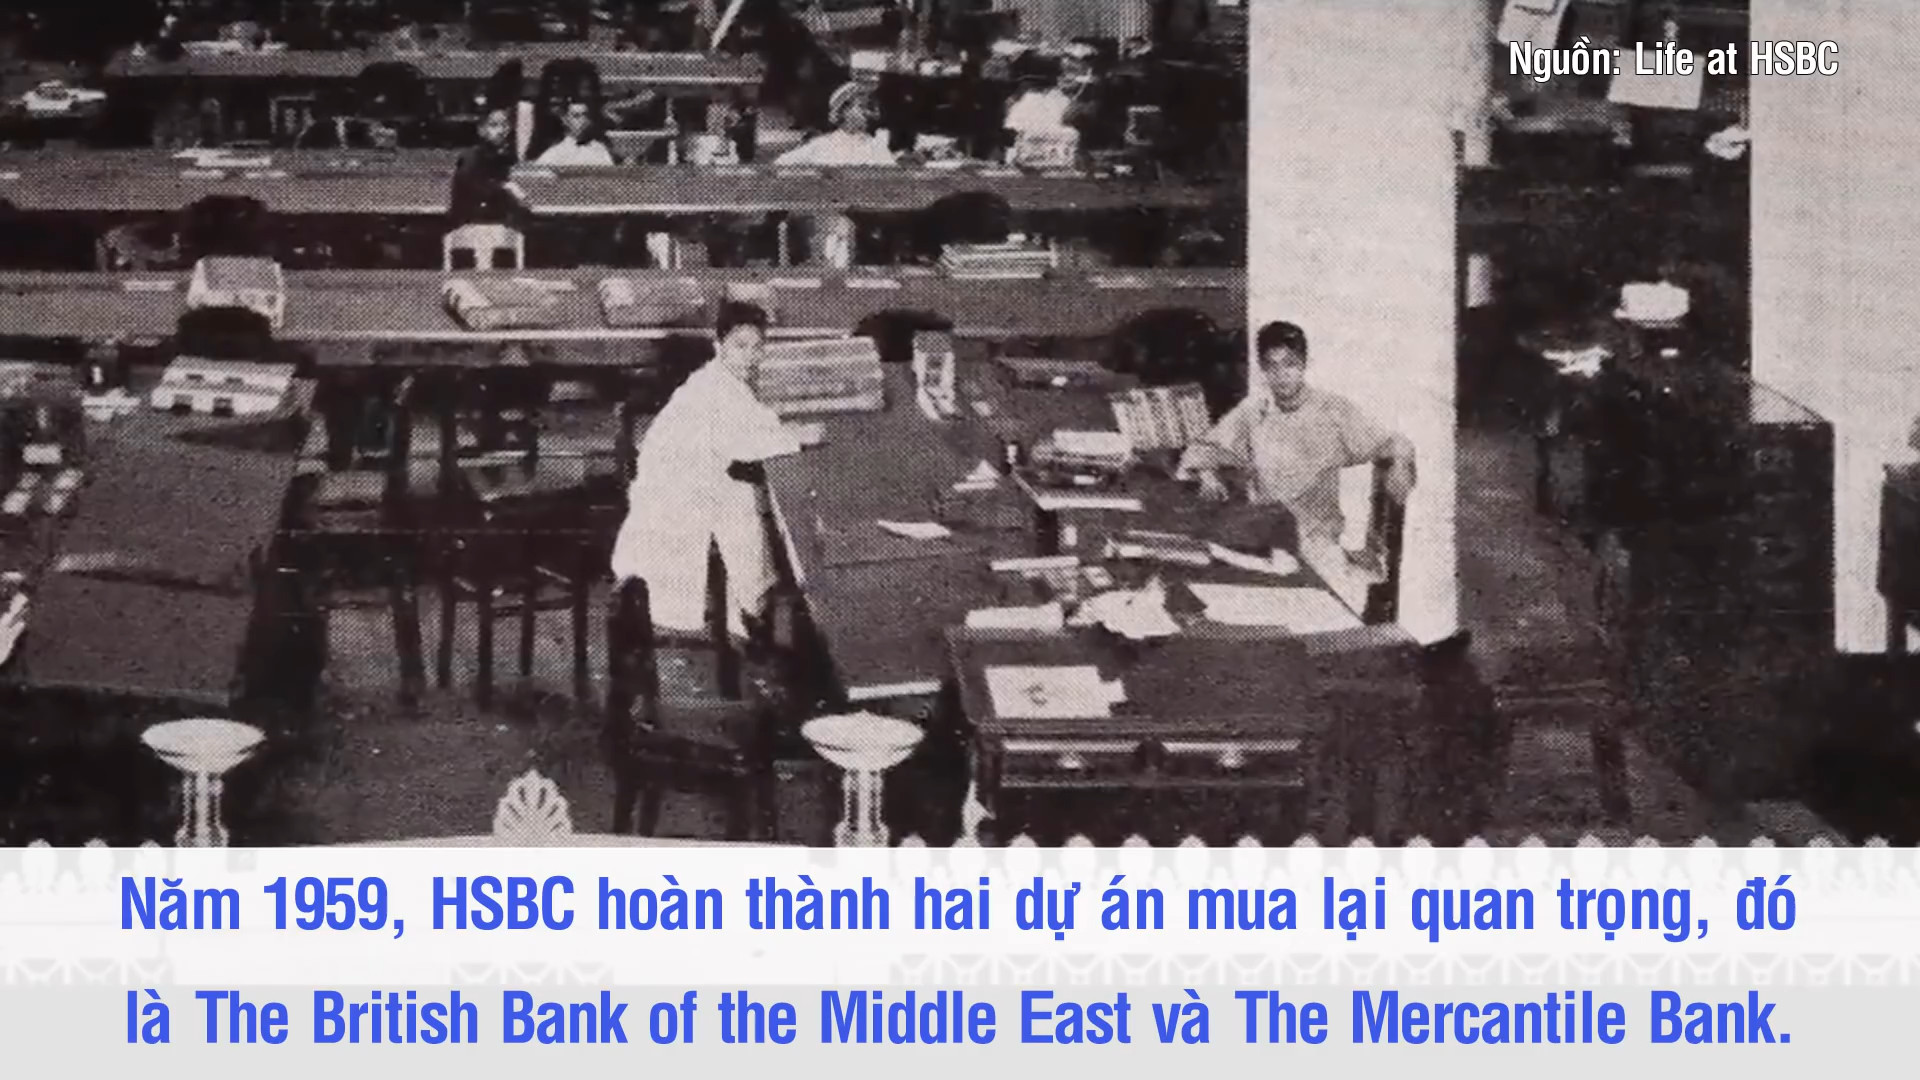 Nguồn: Life at HSBC
Năm 1959, HSBC hoàn thành hai dự án mua lại quan trọng, đó
là The British Bank of the Middle East và The Mercantile Bank.